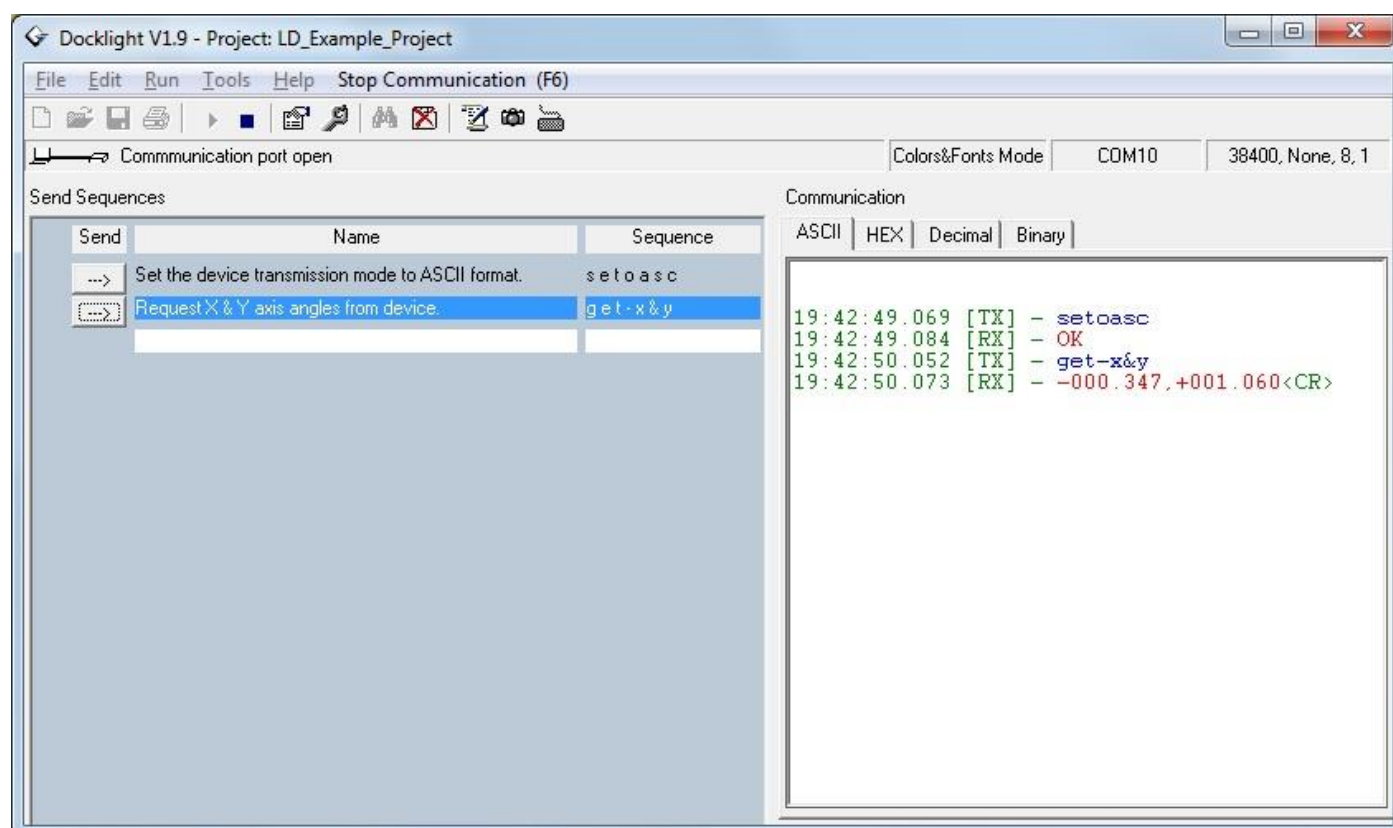 Docklight V1.9 - Project: LD_Example_Project
File Edit Run Tools Help Stop Communication (F6)
Commmunication port open Colors&Fonts Mode COM10 38400, None, 8, 1
Send Sequences
Send Name Sequence
---> Set the device transmission mode to ASCII format. s e t o a s c
---> Request X & Y axis angles from device. g e t - x & y
Communication
ASCII HEX Decimal Binary
19:42:49.069 [TX] - setoasc
19:42:49.084 [RX] - OK
19:42:50.052 [TX] - get-x&y
19:42:50.073 [RX] - -000.347,+001.060<CR>